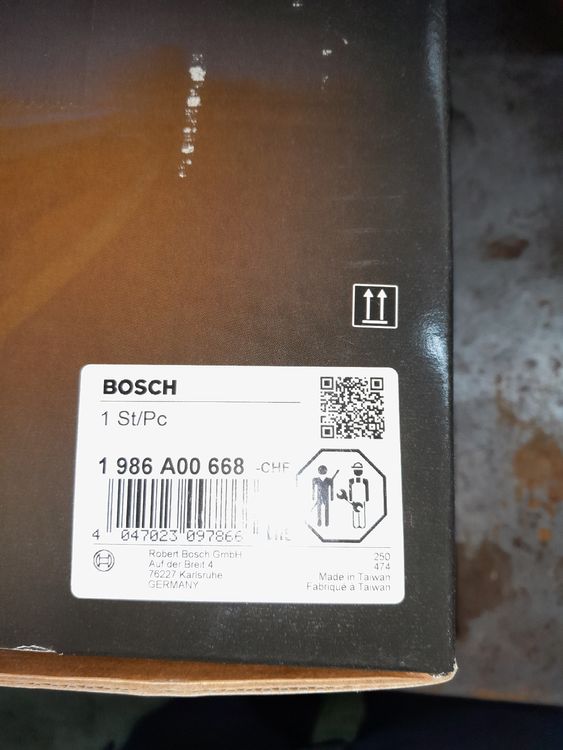 BOSCH
1 St/Pc
1 986 A00 668 -CHF
4 047023 097866
Robert Bosch GmbH
Auf der Breit 4
76227 Karlsruhe
GERMANY
250
474
Made in Taiwan
Fabriqué à Taiwan